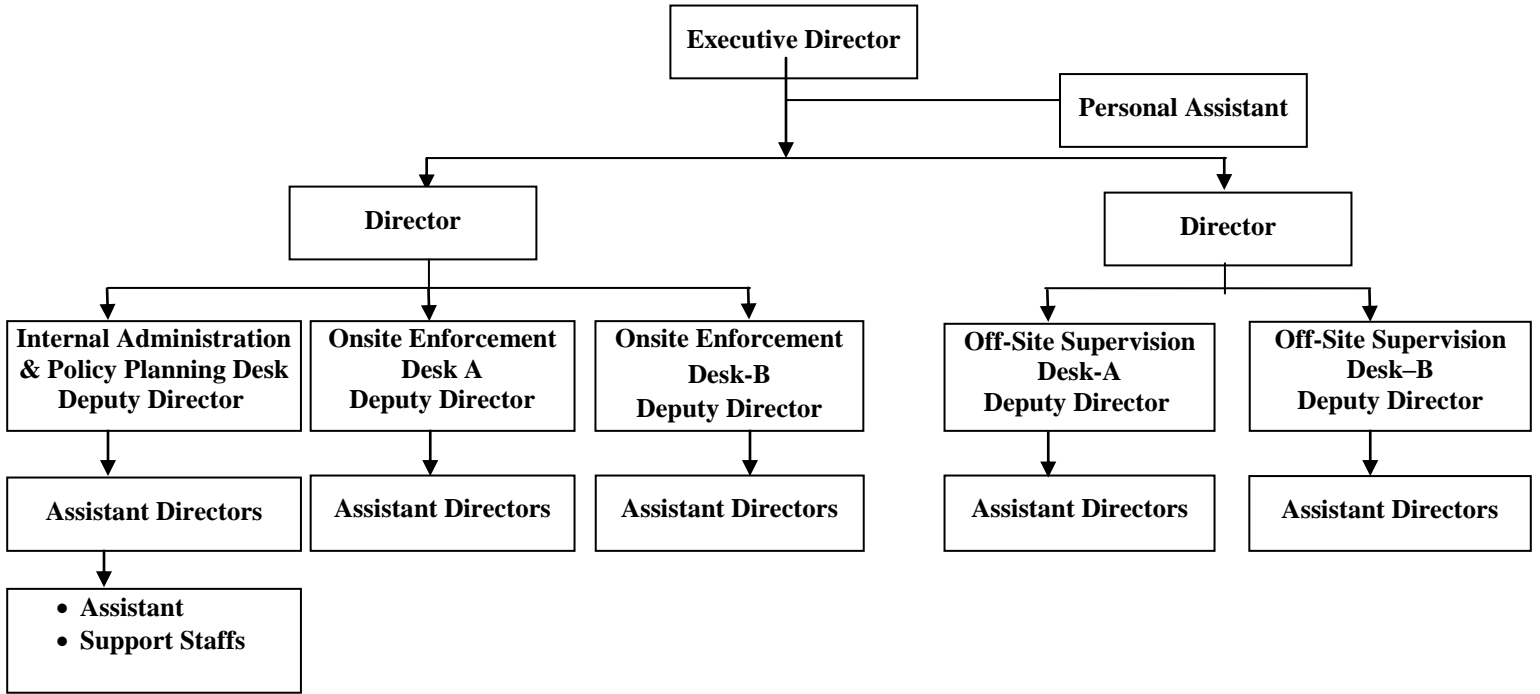 Executive Director
Personal Assistant
Director
Director
Internal Administration
& Policy Planning Desk
Deputy Director
Onsite Enforcement
Desk A
Deputy Director
Onsite Enforcement
Desk-B
Deputy Director
Off-Site Supervision
Desk-A
Deputy Director
Off-Site Supervision
Desk–B
Deputy Director
Assistant Directors
Assistant Directors
Assistant Directors
Assistant Directors
Assistant Directors
• Assistant
• Support Staffs